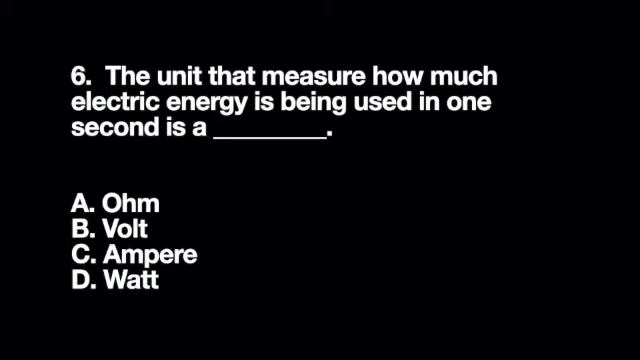 6.  The unit that measure how much
electric energy is being used in one
second is a _________.
A. Ohm
B. Volt
C. Ampere
D. Watt